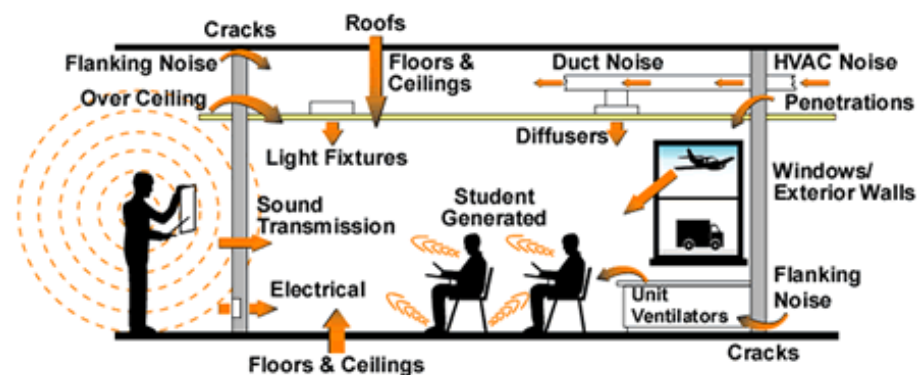 Cracks
Roofs
Flanking Noise
Floors &
Ceilings
Duct Noise
HVAC Noise
Over Ceiling
Penetrations
Light Fixtures
Diffusers
Windows/
Exterior Walls
Sound
Transmission
Student
Generated
Electrical
Unit
Ventilators
Flanking
Noise
Floors & Ceilings
Cracks